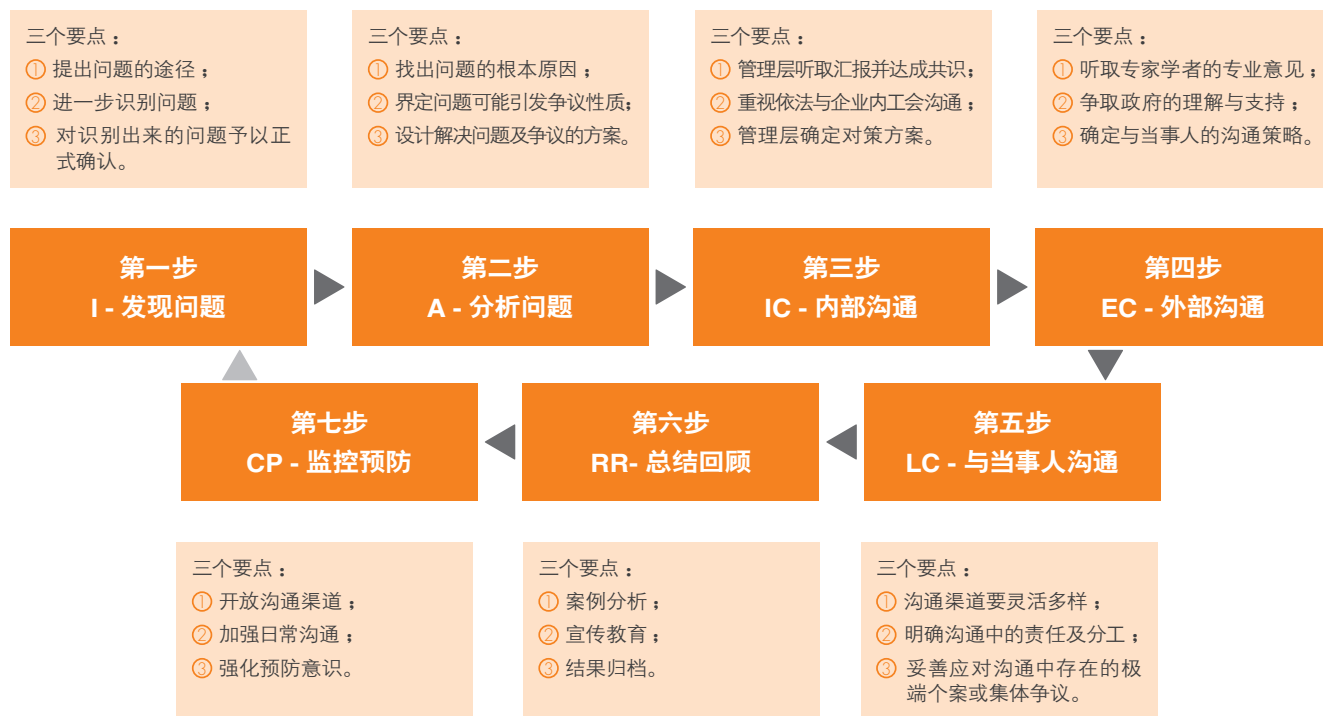 三个要点：
① 提出问题的途径；
② 进一步识别问题；
③ 对识别出来的问题予以正
式确认。
三个要点：
① 找出问题的根本原因；
② 界定问题可能引发争议性质；
③ 设计解决问题及争议的方案。
三个要点：
① 管理层听取汇报并达成共识；
② 重视依法与企业内工会沟通；
③ 管理层确定对策方案。
三个要点：
① 听取专家学者的专业意见；
② 争取政府的理解与支持；
③ 确定与当事人的沟通策略。
第一步
I - 发现问题
第二步
A - 分析问题
第三步
IC - 内部沟通
第四步
EC - 外部沟通
第七步
CP - 监控预防
第六步
RR- 总结回顾
第五步
LC - 与当事人沟通
三个要点：
① 开放沟通渠道；
② 加强日常沟通；
③ 强化预防意识。
三个要点：
① 案例分析；
② 宣传教育；
③ 结果归档。
三个要点：
① 沟通渠道要灵活多样；
② 明确沟通中的责任及分工；
③ 妥善应对沟通中存在的极
端个案或集体争议。